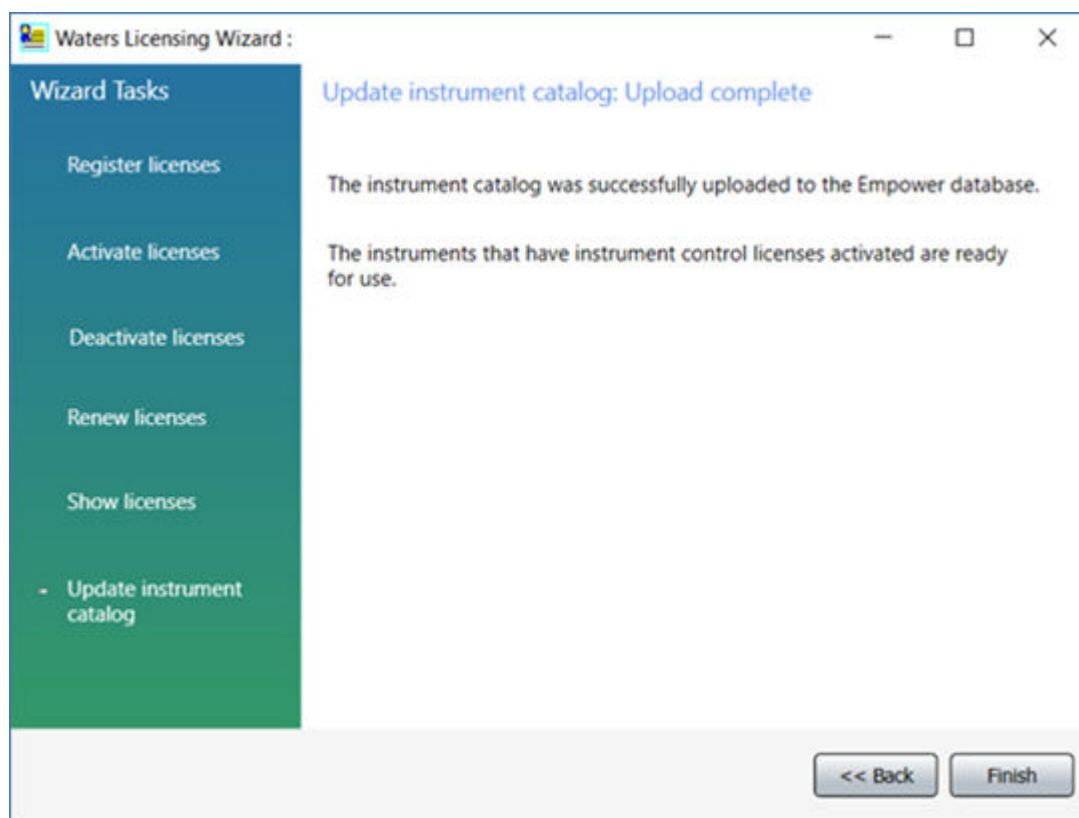 Waters Licensing Wizard :
Wizard Tasks
Register licenses
Activate licenses
Deactivate licenses
Renew licenses
Show licenses
- Update instrument
catalog
Update instrument catalog: Upload complete
The instrument catalog was successfully uploaded to the Empower database.
The instruments that have instrument control licenses activated are ready
for use.
<< Back
Finish